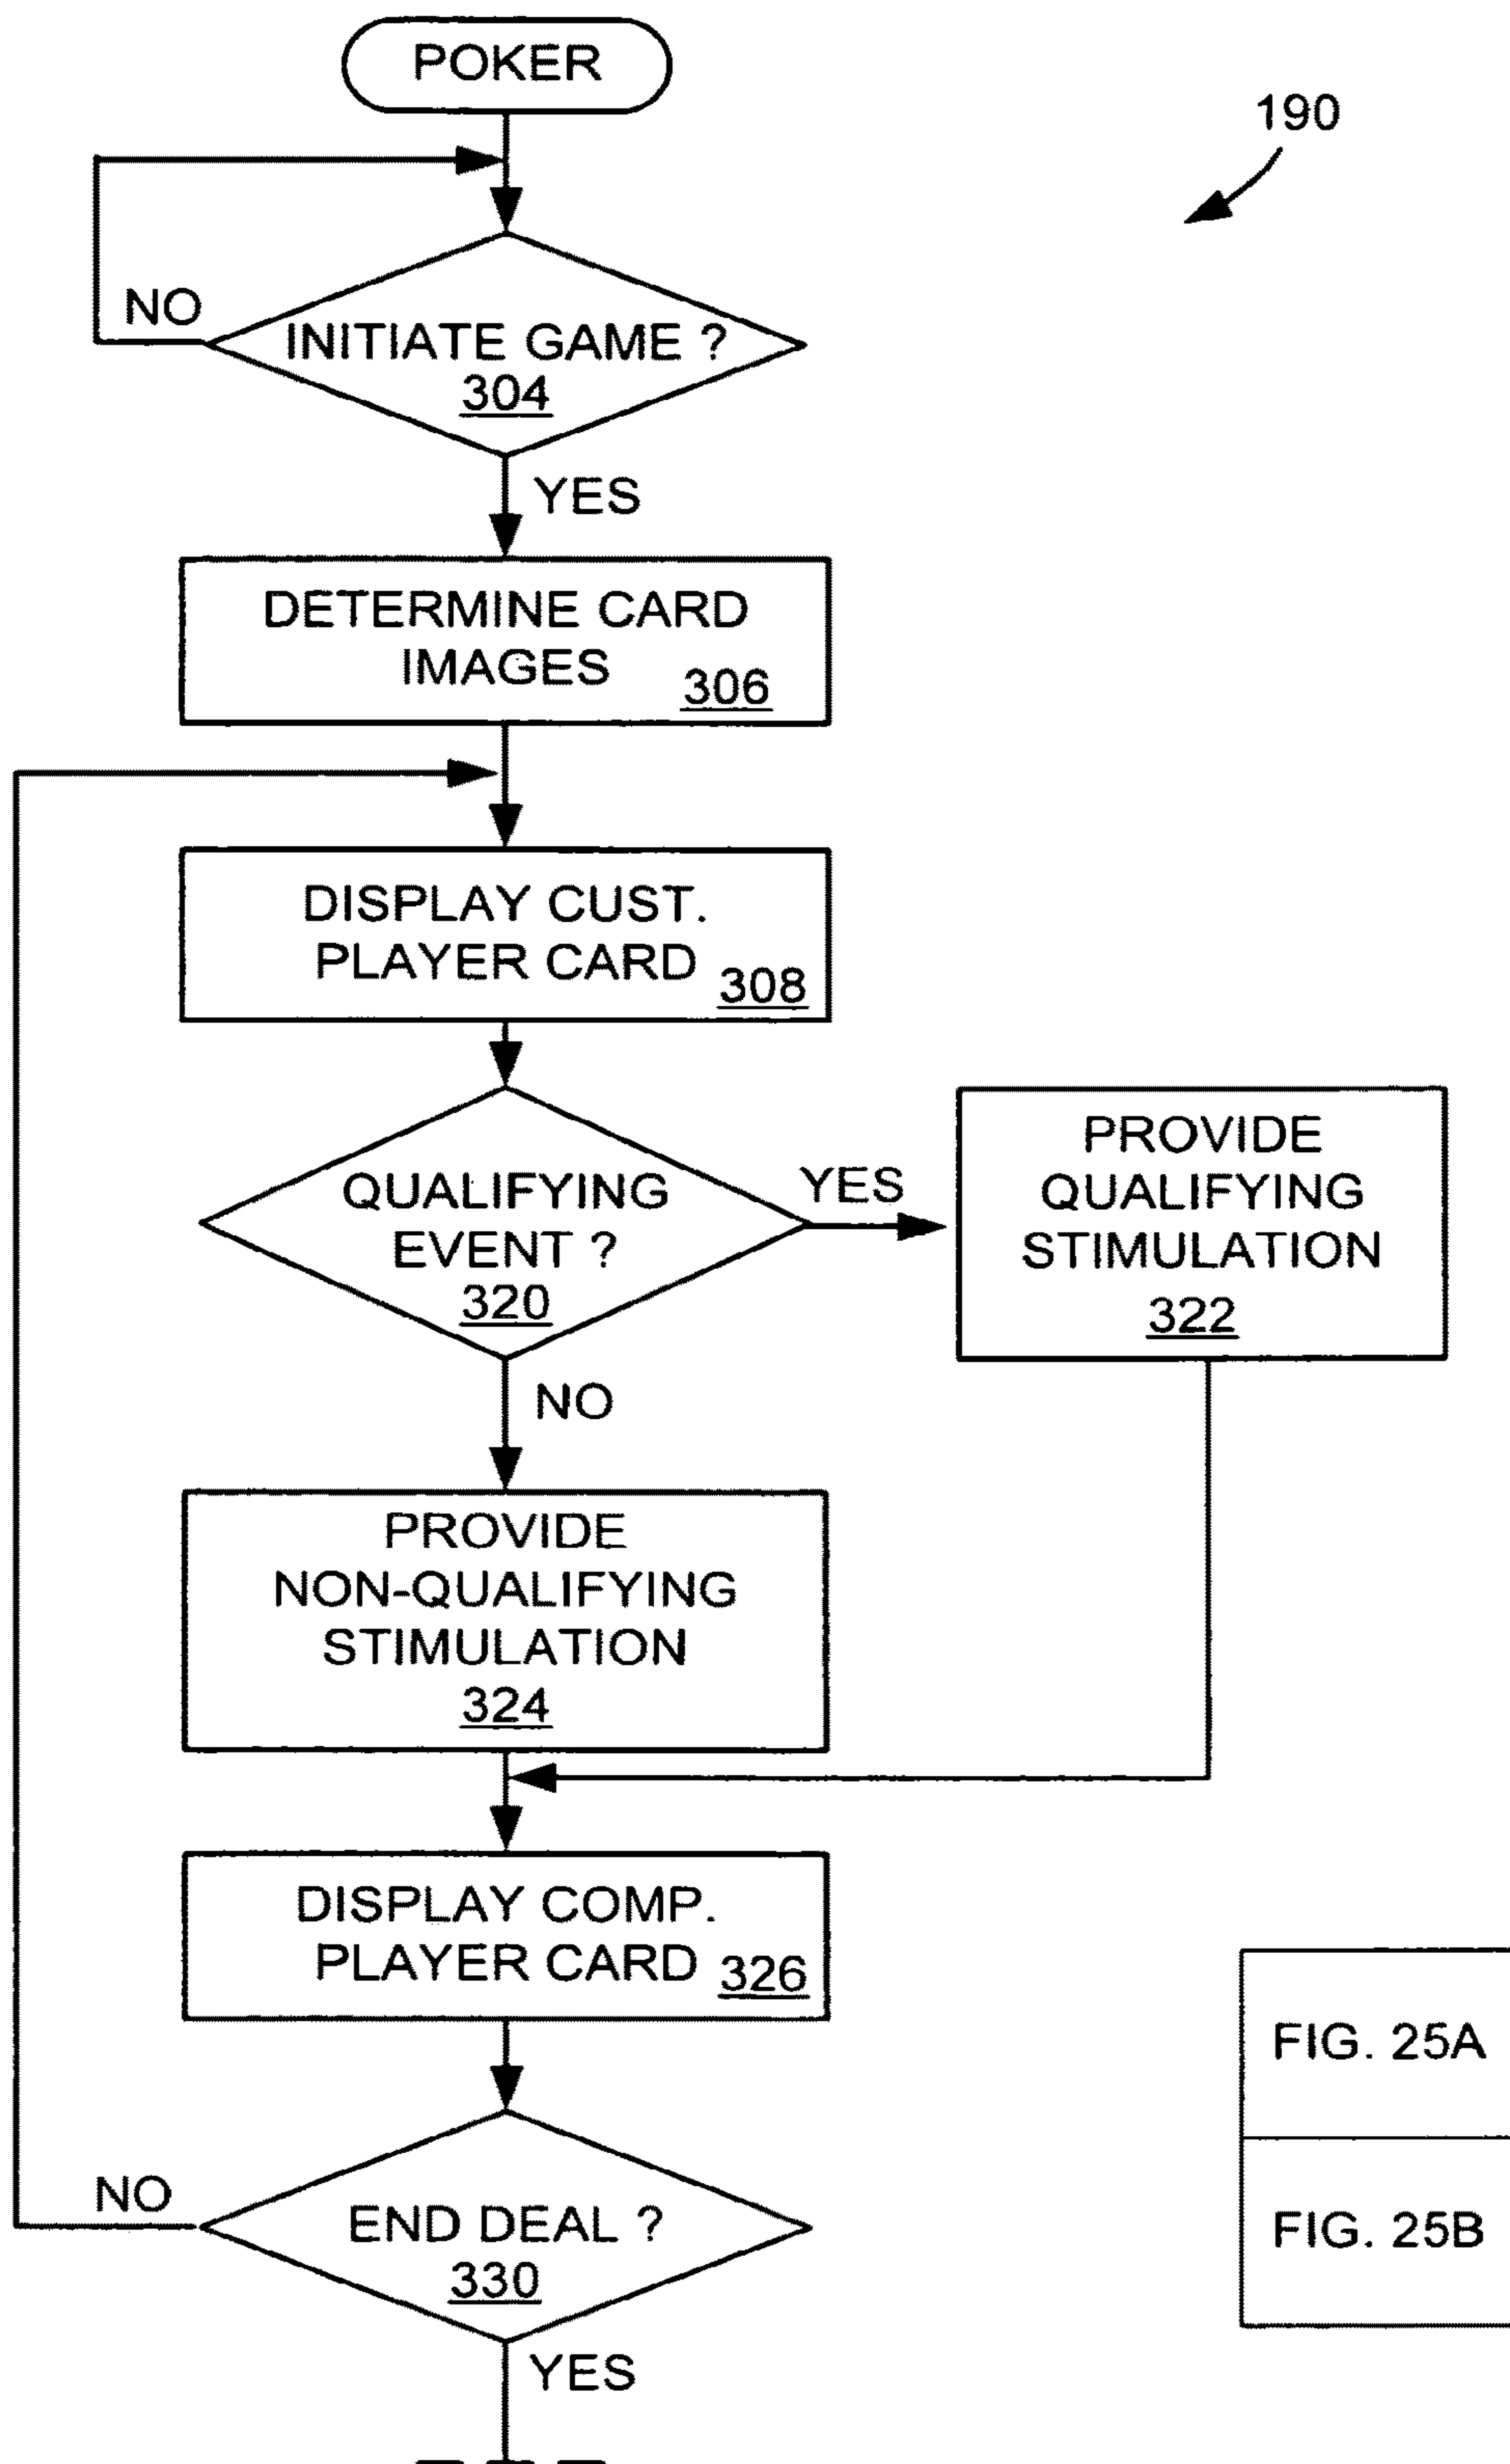 POKER
190
NO
INITIATE GAME ?
304
YES
DETERMINE CARD
IMAGES
306
DISPLAY CUST.
PLAYER CARD
308
QUALIFYING
EVENT ?
320
YES
PROVIDE
QUALIFYING
STIMULATION
322
NO
PROVIDE
NON-QUALIFYING
STIMULATION
324
DISPLAY COMP.
PLAYER CARD
326
NO
END DEAL ?
330
YES
FIG. 25A
FIG. 25B